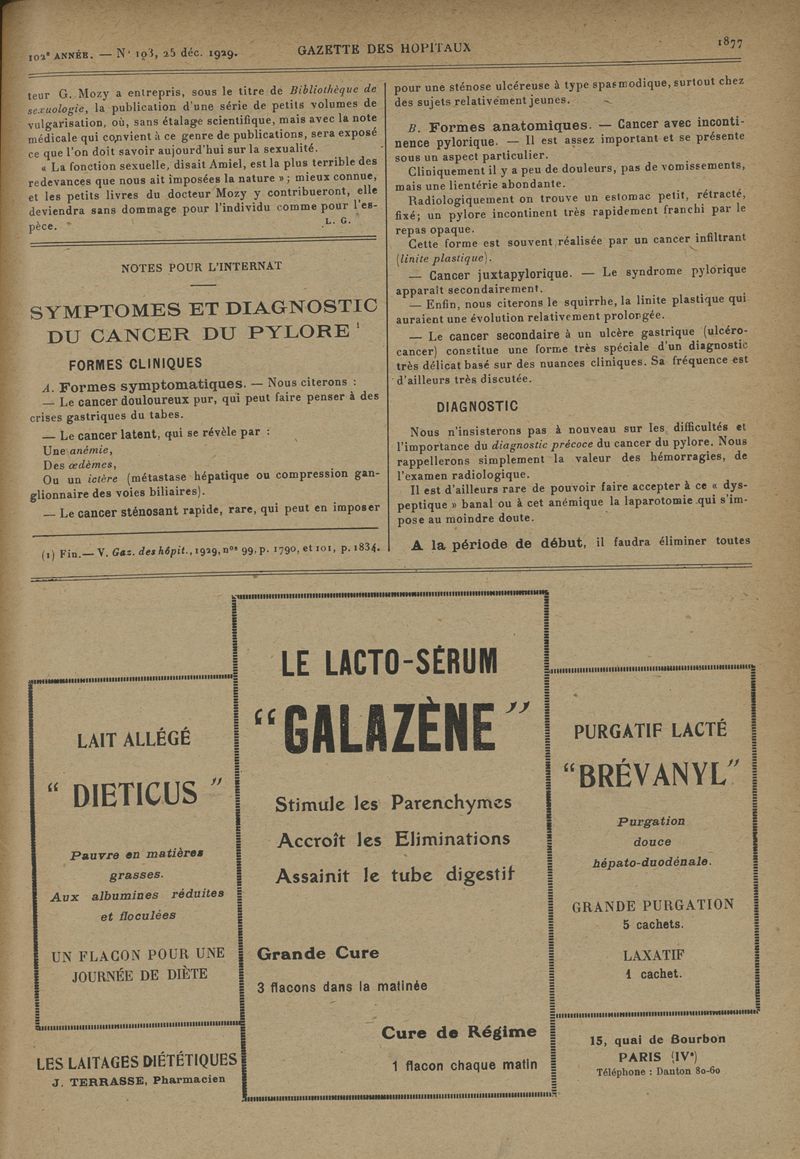 102e ANNÉE. — N° 103, 25 déc. 1929.
GAZETTE DES HOPITAUX
1877
teur G. Mozy a entrepris, sous le titre de Bibliothèque de
sexuologie, la publication d'une série de petits volumes de
vulgarisation, où, sans étalage scientifique, mais avec la note
médicale qui convient à ce genre de publications, sera exposé
ce que l'on doit savoir aujourd'hui sur la sexualité.
« La fonction sexuelle, disait Amiel, est la plus terrible des
redevances que nous ait imposées la nature » ; mieux connue,
et les petits livres du docteur Mozy y contribueront, elle
deviendra sans dommage pour l'individu comme pour l'es-
pèce.
L. G.
NOTES POUR L'INTERNAT
SYMPTOMES ET DIAGNOSTIC
DU CANCER DU PYLORE 1
FORMES CLINIQUES
A. Formes symptomatiques. — Nous citerons :
— Le cancer douloureux pur, qui peut faire penser à des
crises gastriques du tabes.
— Le cancer latent, qui se révèle par :
Une anémie,
Des œdèmes,
Ou un ictère (métastase hépatique ou compression gan-
glionnaire des voies biliaires).
— Le cancer sténosant rapide, rare, qui peut en imposer
(1) Fin. — V. Gaz. des hôpit., 1929, nos 99, p. 1790, et 101, p. 1834.
pour une sténose ulcéreuse à type spasmodique, surtout chez
des sujets relativement jeunes.
B. Formes anatomiques. — Cancer avec inconti-
nence pylorique. — Il est assez important et se présente
sous un aspect particulier.
Cliniquement il y a peu de douleurs, pas de vomissements,
mais une lientérie abondante.
Radiologiquement on trouve un estomac petit, rétracté,
fixé; un pylore incontinent très rapidement franchi par le
repas opaque.
Cette forme est souvent réalisée par un cancer infiltrant
(linite plastique).
— Cancer juxtapylorique. — Le syndrome pylorique
apparaît secondairement.
— Enfin, nous citerons le squirrhe, la linite plastique qui
auraient une évolution relativement prolongée.
— Le cancer secondaire à un ulcère gastrique (ulcéro-
cancer) constitue une forme très spéciale d'un diagnostic
très délicat basé sur des nuances cliniques. Sa fréquence est
d'ailleurs très discutée.
DIAGNOSTIC
Nous n'insisterons pas à nouveau sur les difficultés et
l'importance du diagnostic précoce du cancer du pylore. Nous
rappellerons simplement la valeur des hémorragies, de
l'examen radiologique.
Il est d'ailleurs rare de pouvoir faire accepter à ce « dys-
peptique » banal ou à cet anémique la laparotomie qui s'im-
pose au moindre doute.
A la période de début, il faudra éliminer toutes
LAIT ALLÉGÉ
“ DIETICUS ”
Pauvre en matières
grasses.
Aux albumines réduites
et floculées
UN FLACON POUR UNE
JOURNÉE DE DIÈTE
LES LAITAGES DIÉTÉTIQUES
J. TERRASSE, Pharmacien
LE LACTO-SÉRUM
“GALAZÈNE”
Stimule les Parenchymes
Accroît les Eliminations
Assainit le tube digestif
Grande Cure
3 flacons dans la matinée
Cure de Régime
1 flacon chaque matin
PURGATIF LACTÉ
“BRÉVANYL”
Purgation
douce
hépato-duodénale.
GRANDE PURGATION
5 cachets.
LAXATIF
1 cachet.
15, quai de Bourbon
PARIS (IVe)
Téléphone : Danton 80-60